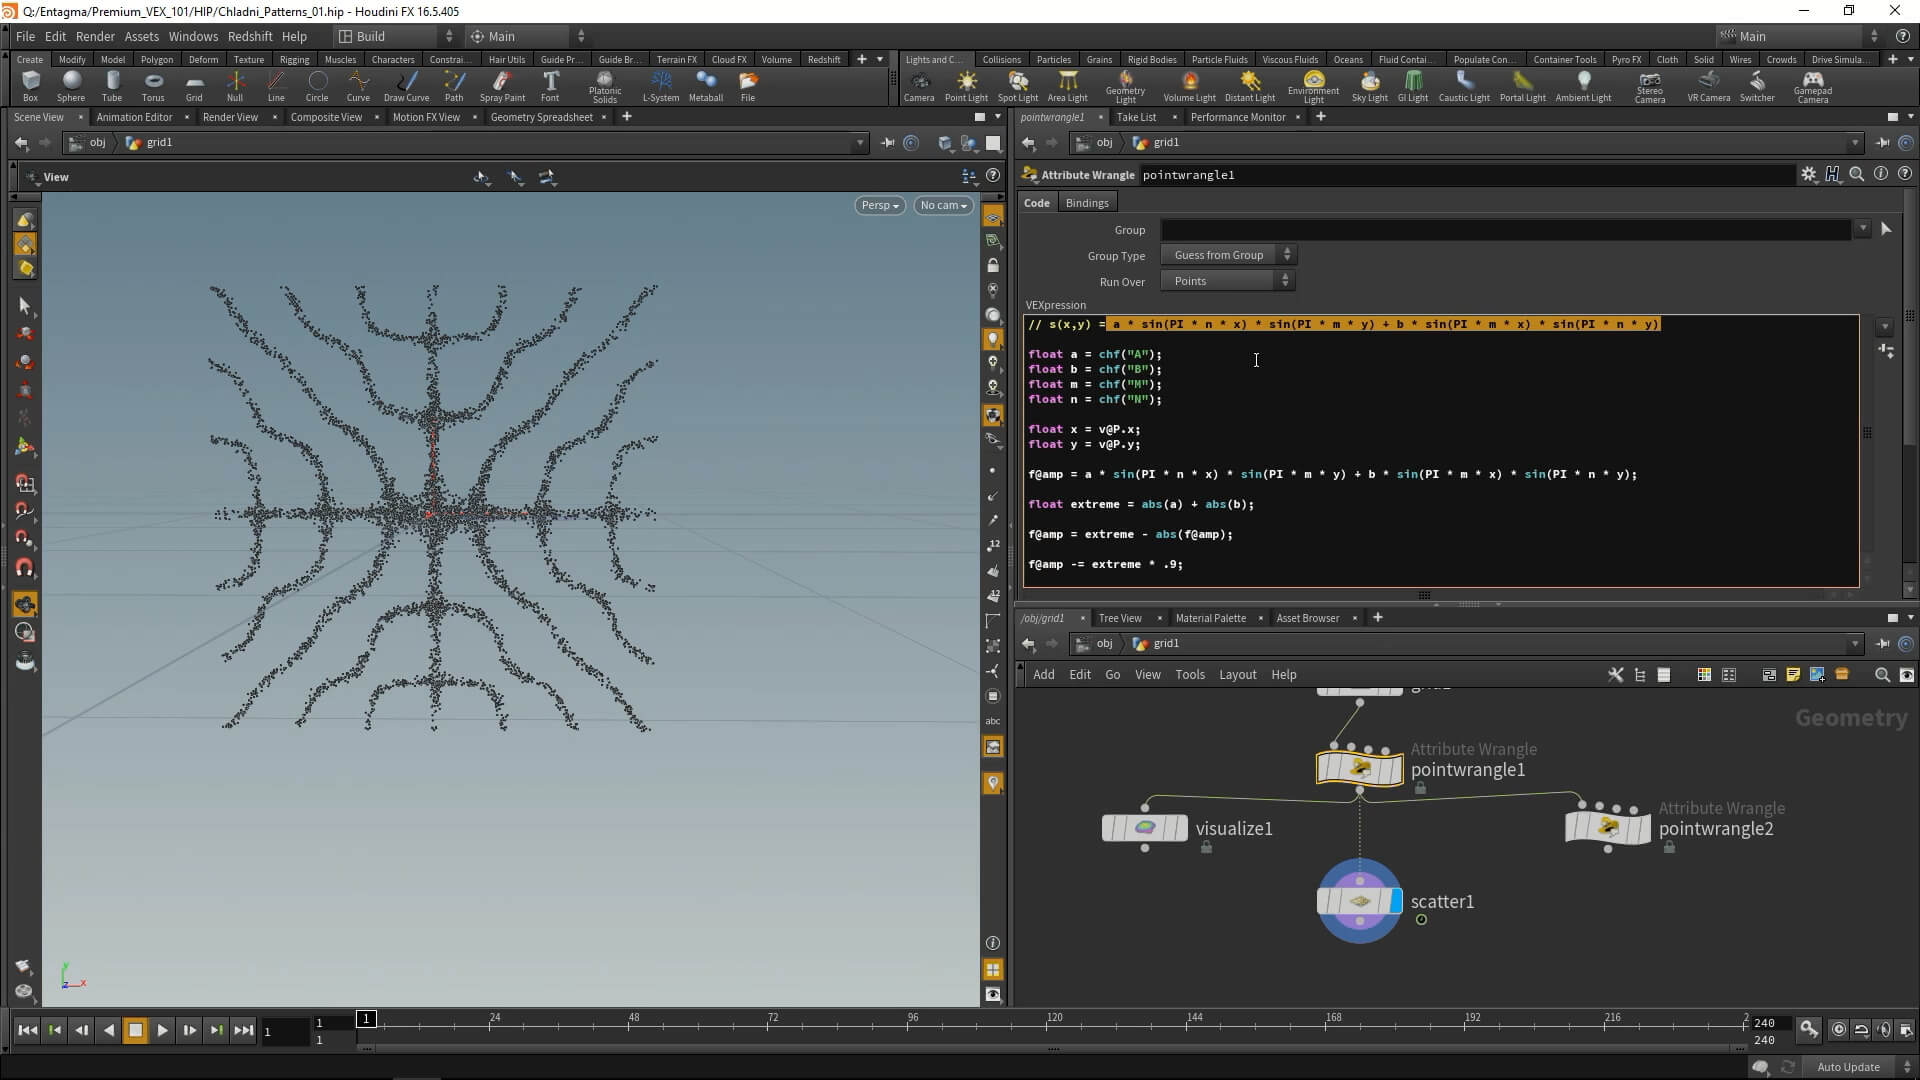 Q:/Entagma/Premium_VEX_101/HIP/Chladni_Patterns_01.hip - Houdini FX 16.5.405
File Edit Render Assets Windows Redshift Help Build Main Main
Create Modify Model Polygon Deform Texture Rigging Muscles Characters Constrai... Hair Utils Guide Pr... Guide Br... Terrain FX Cloud FX Volume Redshift
Lights and C... Collisions Particles Grains Rigid Bodies Particle Fluids Viscous Fluids Oceans Fluid Contai... Populate Con... Container Tools Pyro FX Cloth Solid Wires Crowds Drive Simula...
Box Sphere Tube Torus Grid Null Line Circle Curve Draw Curve Path Spray Paint Font Platonic Solids L-System Metaball File
Camera Point Light Spot Light Area Light Geometry Light Volume Light Distant Light Environment Light Sky Light GI Light Caustic Light Portal Light Ambient Light Stereo Camera VR Camera Switcher Gamepad Camera
Scene View Animation Editor Render View Composite View Motion FX View Geometry Spreadsheet
pointwrangle1 Take List Performance Monitor
obj grid1
obj grid1
View
Attribute Wrangle pointwrangle1
Persp No cam
Code Bindings
Group
Group Type Guess from Group
Run Over Points
VEXpression
// s(x,y) = a * sin(PI * n * x) * sin(PI * m * y) + b * sin(PI * m * x) * sin(PI * n * y)
float a = chf("A");
float b = chf("B");
float m = chf("M");
float n = chf("N");
float x = v@P.x;
float y = v@P.y;
f@amp = a * sin(PI * n * x) * sin(PI * m * y) + b * sin(PI * m * x) * sin(PI * n * y);
float extreme = abs(a) + abs(b);
f@amp = extreme - abs(f@amp);
f@amp -= extreme * .9;
12
12
abc
/obj/grid1 Tree View Material Palette Asset Browser
obj grid1
Add Edit Go View Tools Layout Help
Geometry
Attribute Wrangle
pointwrangle1
Attribute Wrangle
pointwrangle2
visualize1
scatter1
y
z x
1 1 1 1 24 48 72 96 120 144 168 192 216 2 240
240
Auto Update